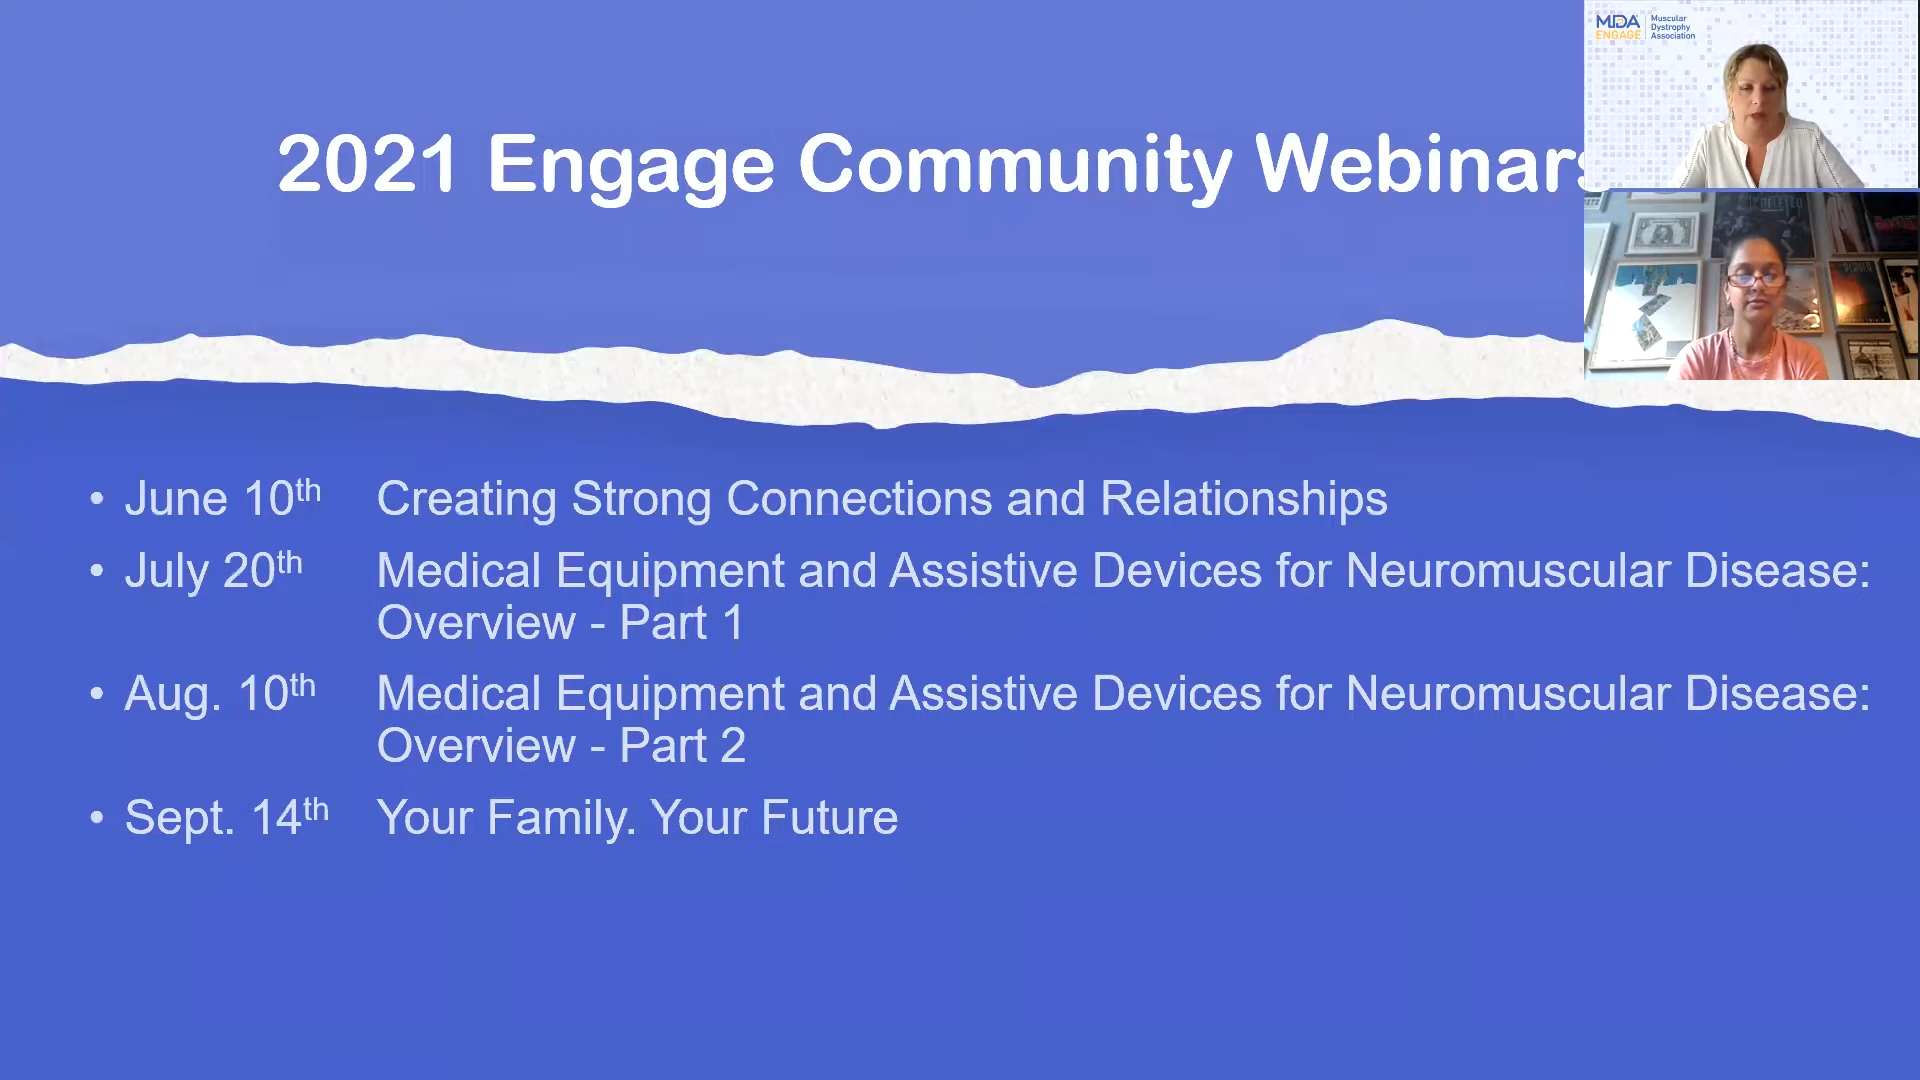 2021 Engage Community Webinars
MDA
ENGAGE
Muscular
Dystrophy
Association
• June 10th Creating Strong Connections and Relationships
• July 20th Medical Equipment and Assistive Devices for Neuromuscular Disease:
Overview - Part 1
• Aug. 10th Medical Equipment and Assistive Devices for Neuromuscular Disease:
Overview - Part 2
• Sept. 14th Your Family. Your Future